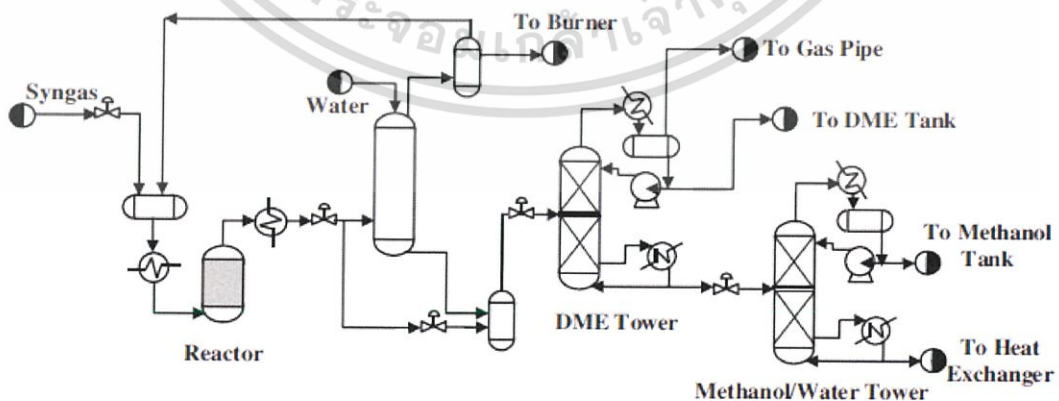 To Burner
To Gas Pipe
Syngas
Water
To DME Tank
To Methanol
Tank
DME Tower
Reactor
To Heat
Exchanger
Methanol/Water Tower